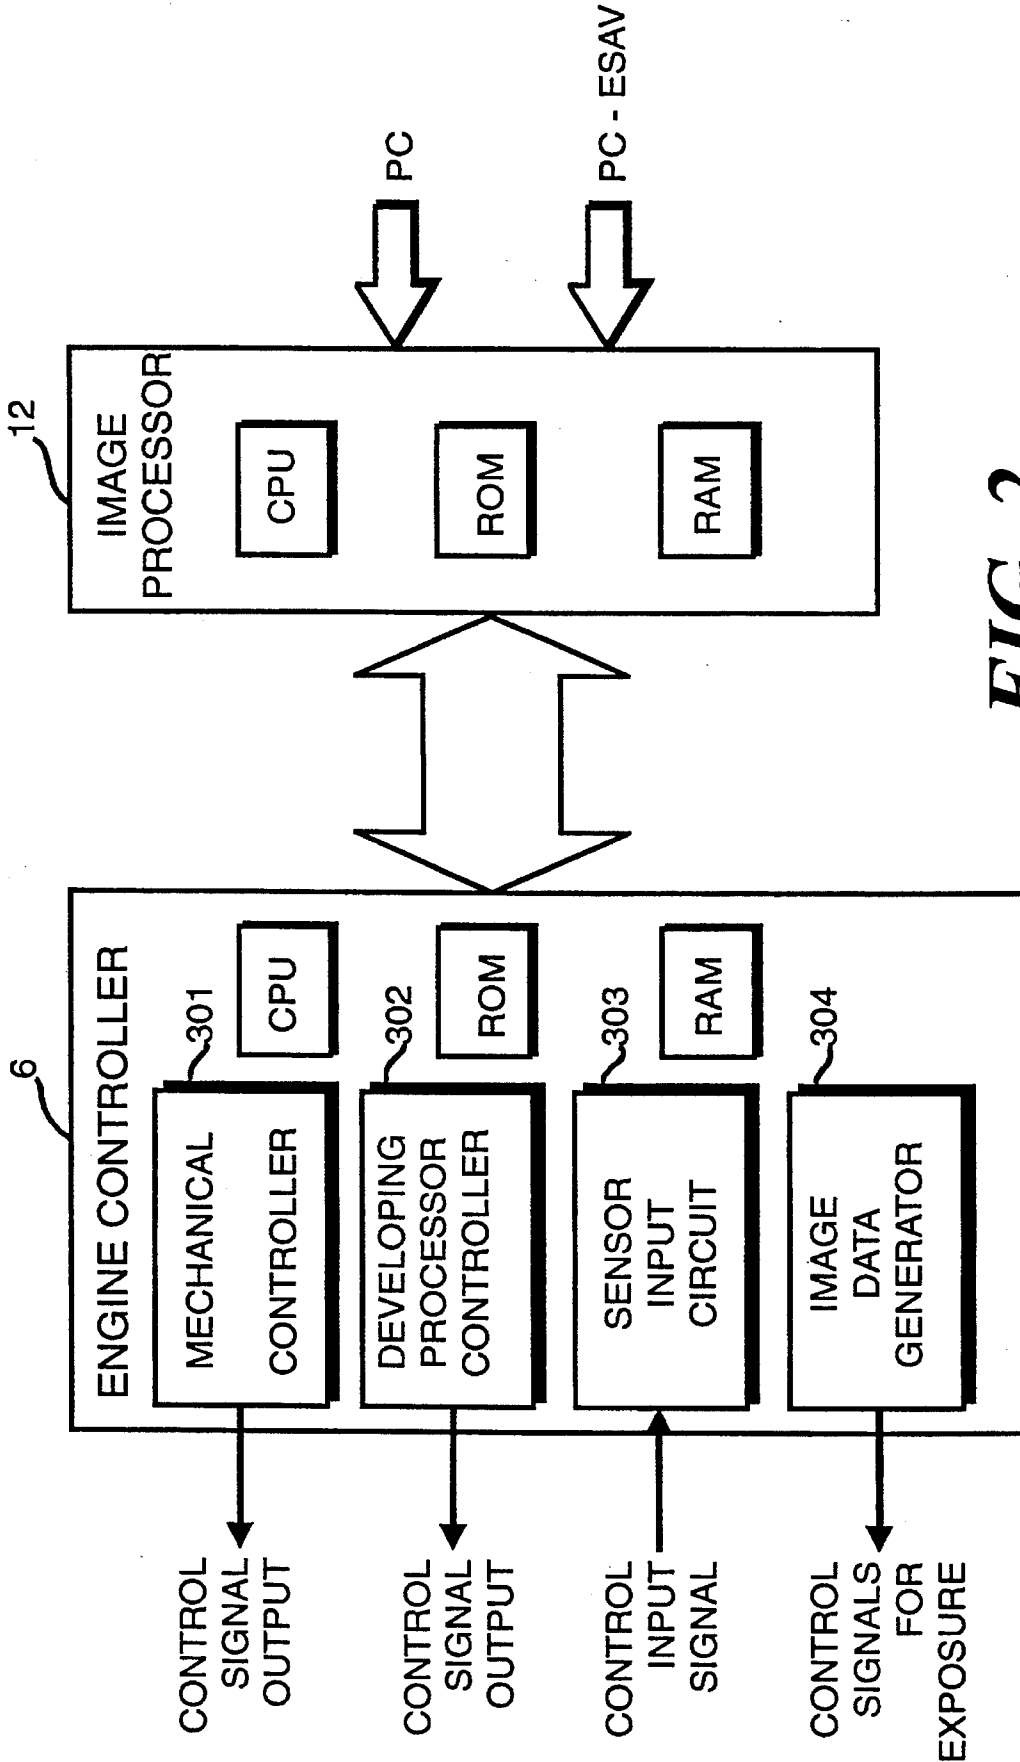 6
ENGINE CONTROLLER
301
MECHANICAL
CONTROLLER
CPU
CONTROL
SIGNAL
OUTPUT
302
DEVELOPING
PROCESSOR
CONTROLLER
ROM
CONTROL
SIGNAL
OUTPUT
303
SENSOR
INPUT
CIRCUIT
RAM
CONTROL
INPUT
SIGNAL
304
IMAGE
DATA
GENERATOR
CONTROL
SIGNALS
FOR
EXPOSURE
12
IMAGE
PROCESSOR
CPU
ROM
RAM
PC
PC - ESAV
FIG. 2